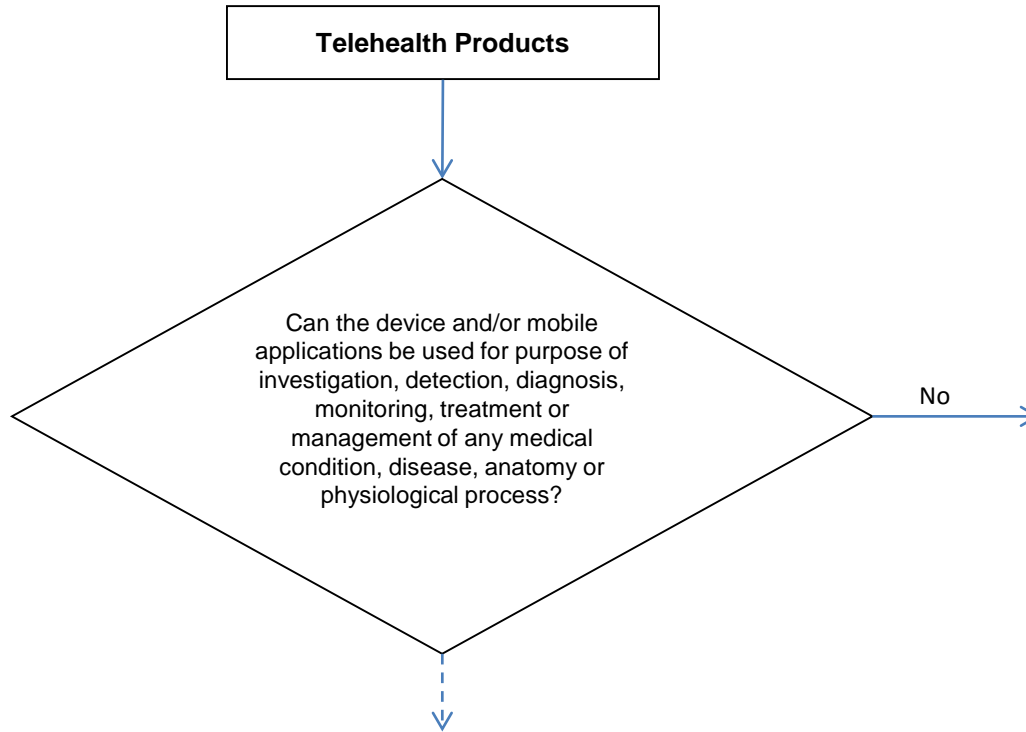 Telehealth Products
Can the device and/or mobile
applications be used for purpose of
investigation, detection, diagnosis,
monitoring, treatment or
management of any medical
condition, disease, anatomy or
physiological process?
No